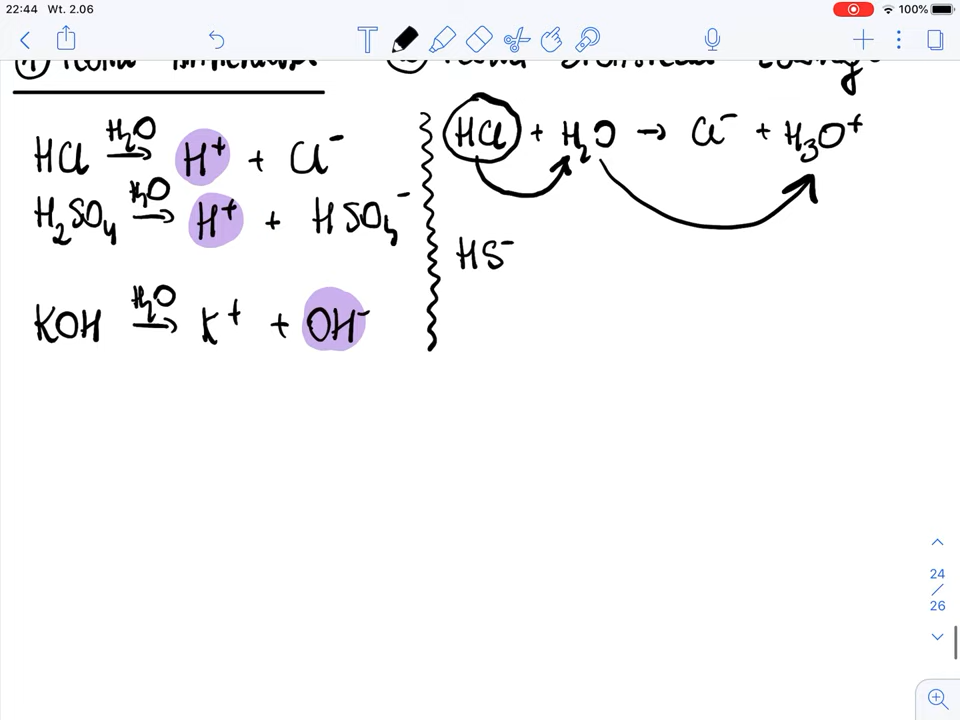 22:44 Wt. 2.06
100%
T
HCl H₂O → H⁺ + Cl⁻
H₂SO₄ H₂O → H⁺ + HSO₄⁻
KOH H₂O → K⁺ + OH⁻
HCl + H₂O → Cl⁻ + H₃O⁺
HS⁻
24
/
26